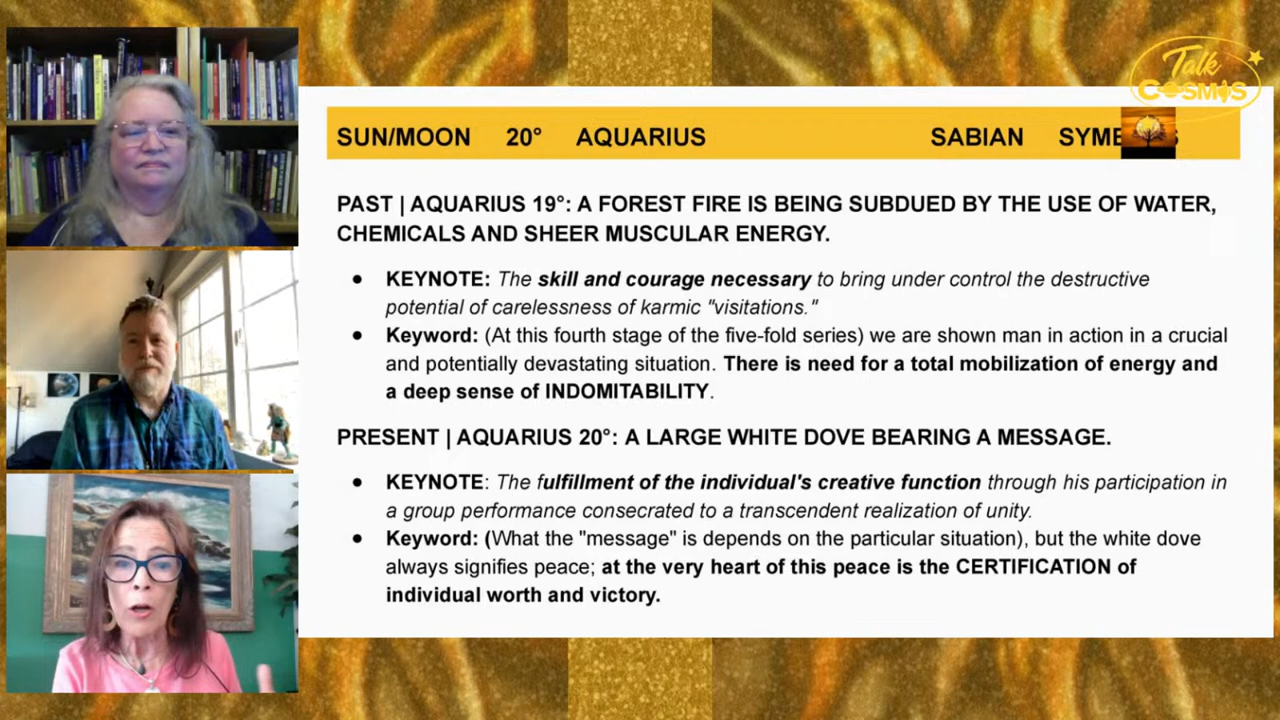 Talk
COSMOS
SUN/MOON 20° AQUARIUS SABIAN
PAST | AQUARIUS 19°: A FOREST FIRE IS BEING SUBDUED BY THE USE OF WATER,
CHEMICALS AND SHEER MUSCULAR ENERGY.
● KEYNOTE: The skill and courage necessary to bring under control the destructive
potential of carelessness of karmic "visitations."
● Keyword: (At this fourth stage of the five-fold series) we are shown man in action in a crucial
and potentially devastating situation. There is need for a total mobilization of energy and
a deep sense of INDOMITABILITY.
PRESENT | AQUARIUS 20°: A LARGE WHITE DOVE BEARING A MESSAGE.
● KEYNOTE: The fulfillment of the individual's creative function through his participation in
a group performance consecrated to a transcendent realization of unity.
● Keyword: (What the "message" is depends on the particular situation), but the white dove
always signifies peace; at the very heart of this peace is the CERTIFICATION of
individual worth and victory.